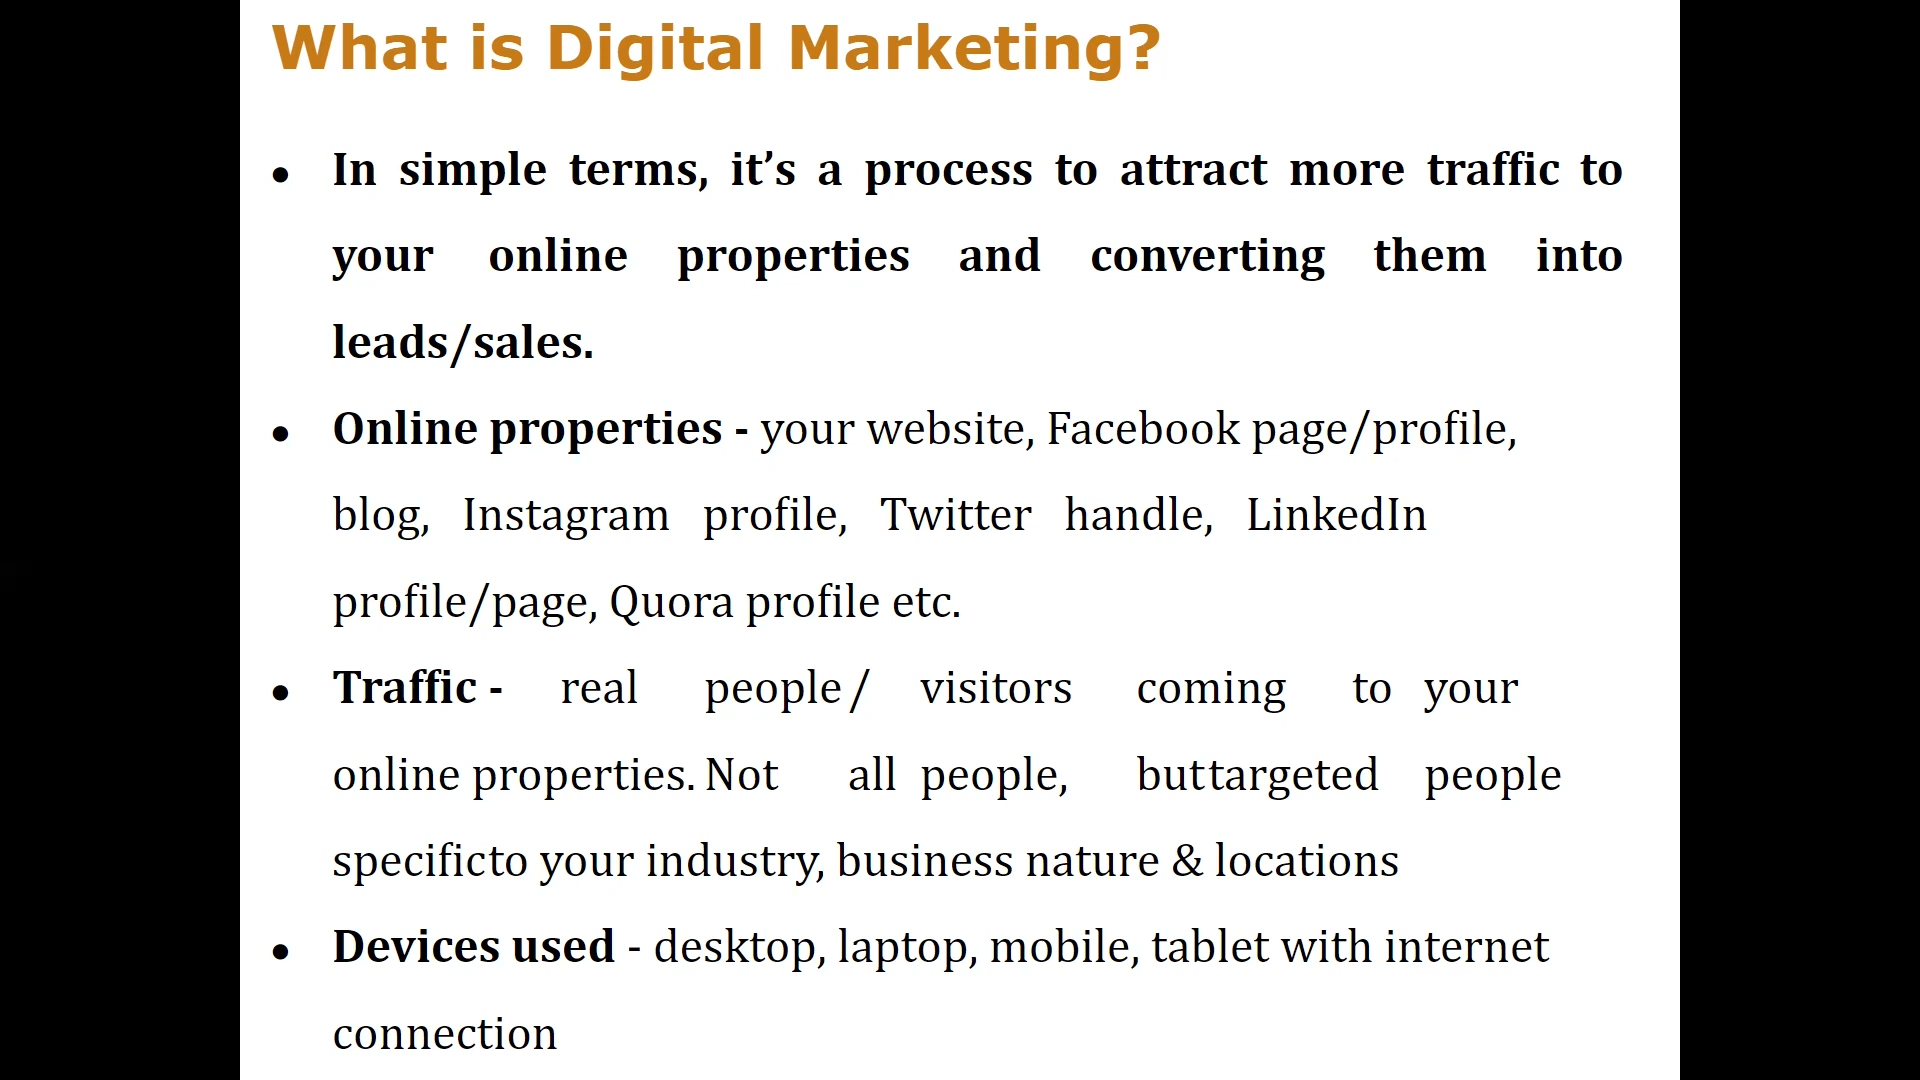 What is Digital Marketing?
● In simple terms, it’s a process to attract more traffic to
your online properties and converting them into
leads/sales.
● Online properties - your website, Facebook page/profile,
blog, Instagram profile, Twitter handle, LinkedIn
profile/page, Quora profile etc.
● Traffic - real people/ visitors coming to your
online properties. Not all people, buttargeted people
specificto your industry, business nature & locations
● Devices used - desktop, laptop, mobile, tablet with internet
connection